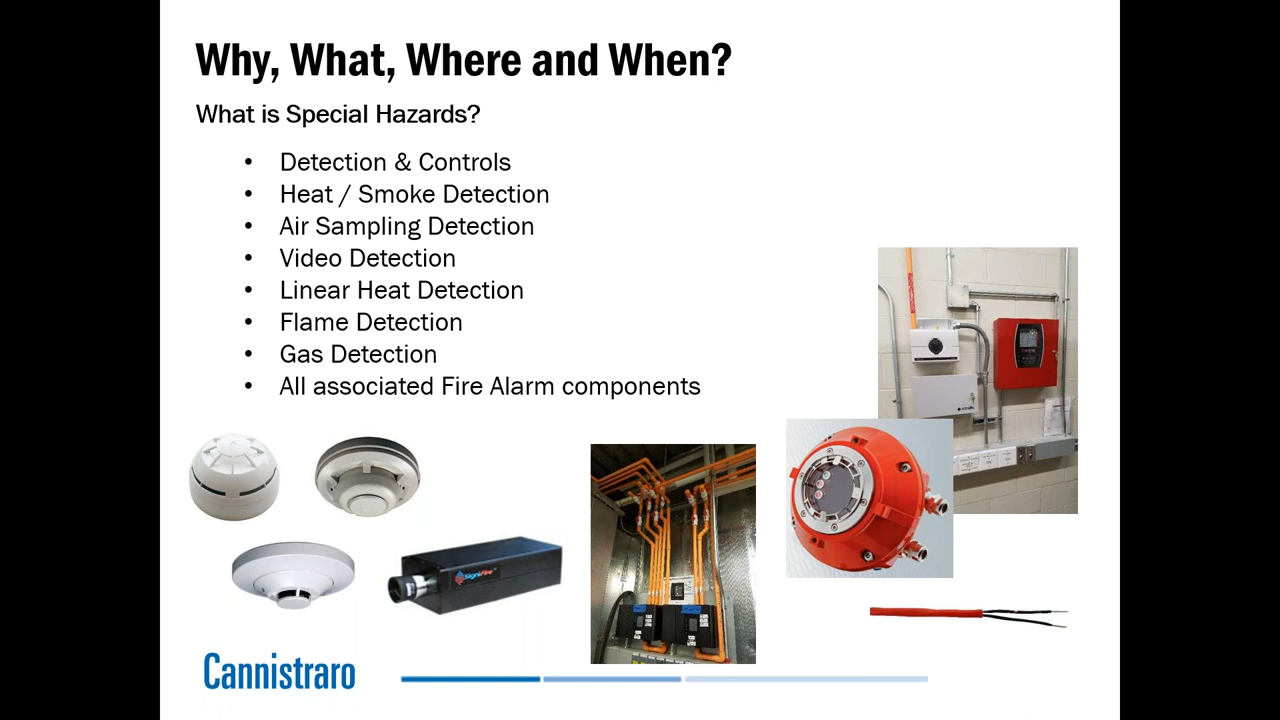 Why, What, Where and When?
What is Special Hazards?
• Detection & Controls
• Heat / Smoke Detection
• Air Sampling Detection
• Video Detection
• Linear Heat Detection
• Flame Detection
• Gas Detection
• All associated Fire Alarm components
SigniFire
Cannistraro